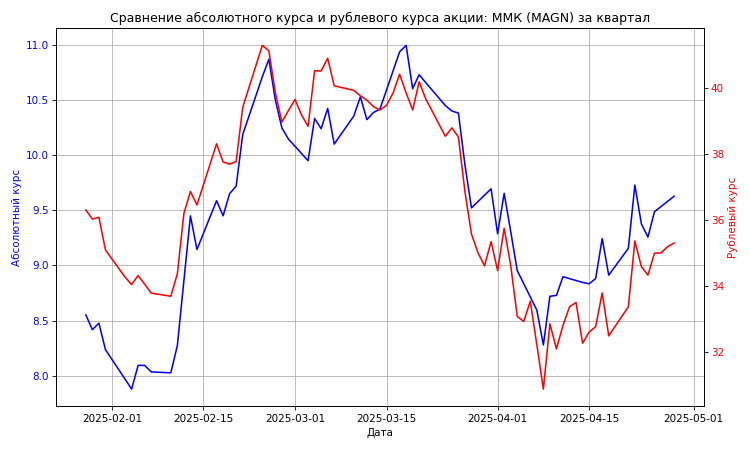 Сравнение абсолютного курса и рублевого курса акции: ММК (MAGN) за квартал
Абсолютный курс
11.0
10.5
10.0
9.5
9.0
8.5
8.0
40
38
36
34
32
Рублевый курс
2025-02-01 2025-02-15 2025-03-01 2025-03-15 2025-04-01 2025-04-15 2025-05-01
Дата